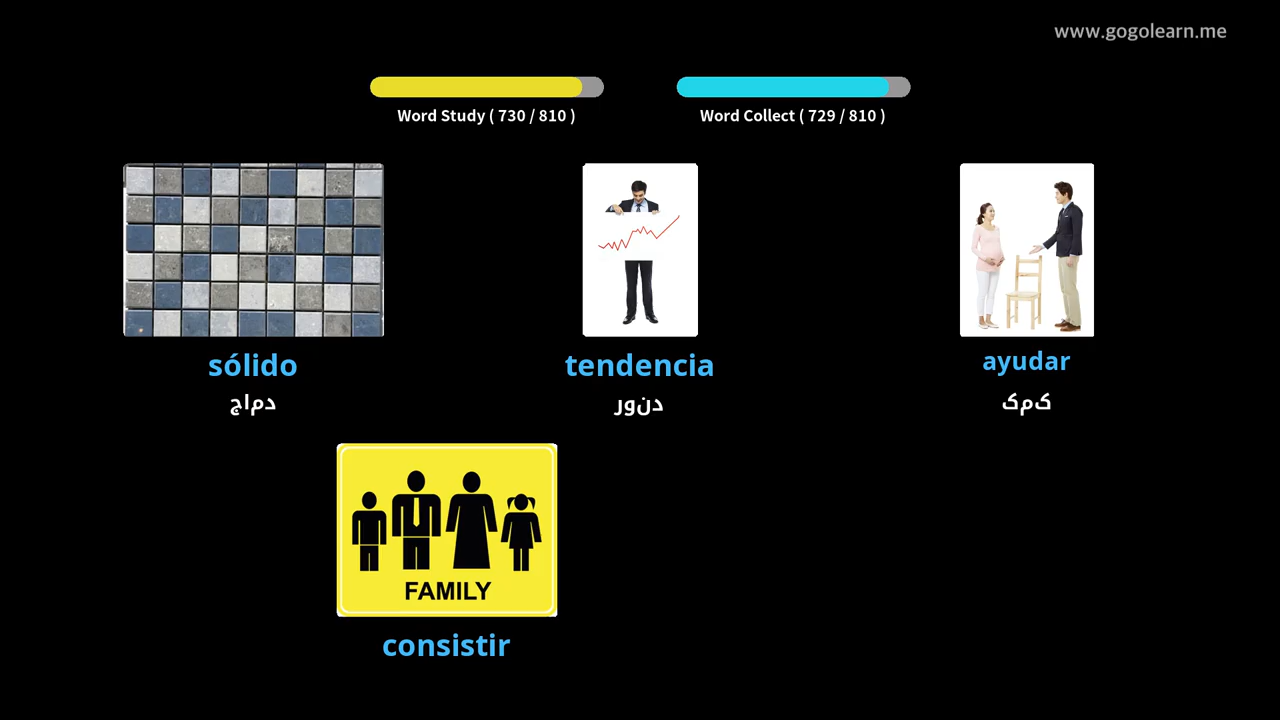 www.gogolearn.me
Word Study ( 730 / 810 )
Word Collect ( 729 / 810 )
sólido
دماج
tendencia
دنور
ayudar
کمک
FAMILY
consistir